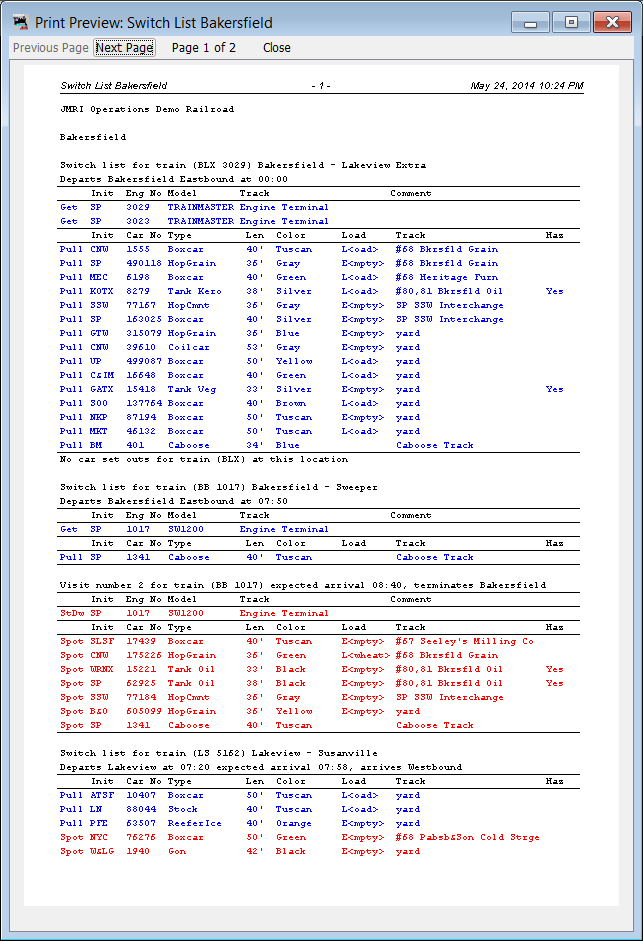 Print Preview: Switch List Bakersfield
Previous Page Next Page Page 1 of 2 Close
Switch List Bakersfield - 1 - May 24, 2014 10:24 PM
JMRI Operations Demo Railroad
Bakersfield
Switch list for train (BLX 3029) Bakersfield - Lakeview Extra
Departs Bakersfield Eastbound at 00:00
Init Eng No Model Track Comment
Get SP 3029 TRAINMASTER Engine Terminal
Get SP 3023 TRAINMASTER Engine Terminal
Init Car No Type Len Color Load Track Haz
Pull CNW 1555 Boxcar 40' Tuscan L<oad> #68 Bkrsfld Grain
Pull SP 490118 HopGrain 36' Gray E<mpty> #68 Bkrsfld Grain
Pull MEC 6198 Boxcar 40' Green L<oad> #68 Heritage Furn
Pull KOTX 8279 Tank Kero 38' Silver L<oad> #80,81 Bkrsfld Oil Yes
Pull SSW 77167 HopCmnt 36' Gray E<mpty> SP SSW Interchange
Pull SP 163025 Boxcar 40' Silver E<mpty> SP SSW Interchange
Pull GTW 315079 HopGrain 36' Blue E<mpty> yard
Pull CNW 39610 Coilcar 53' Gray E<mpty> yard
Pull UP 499087 Boxcar 50' Yellow L<oad> yard
Pull C&IM 16648 Boxcar 40' Green L<oad> yard
Pull GATX 15418 Tank Veg 33' Silver E<mpty> yard Yes
Pull SOO 137764 Boxcar 40' Brown L<oad> yard
Pull NKP 87194 Boxcar 50' Tuscan E<mpty> yard
Pull MKT 46132 Boxcar 50' Tuscan L<oad> yard
Pull BM 401 Caboose 34' Blue Caboose Track
No car set outs for train (BLX) at this location
Switch list for train (BB 1017) Bakersfield - Sweeper
Departs Bakersfield Eastbound at 07:50
Init Eng No Model Track Comment
Get SP 1017 SW1200 Engine Terminal
Init Car No Type Len Color Load Track Haz
Pull SP 1341 Caboose 40' Tuscan Caboose Track
Visit number 2 for train (BB 1017) expected arrival 08:40, terminates Bakersfield
Init Eng No Model Track Comment
StDw SP 1017 SW1200 Engine Terminal
Init Car No Type Len Color Load Track Haz
Spot SLSF 17439 Boxcar 40' Tuscan E<mpty> #67 Seeley's Milling Co
Spot CNW 175226 HopGrain 36' Green L<wheat> #68 Bkrsfld Grain
Spot WRNX 15221 Tank Oil 33' Black E<mpty> #80,81 Bkrsfld Oil Yes
Spot SP 62925 Tank Oil 38' Black E<mpty> #80,81 Bkrsfld Oil Yes
Spot SSW 77184 HopCmnt 36' Gray E<mpty> SP SSW Interchange
Spot B&O 605099 HopGrain 36' Yellow E<mpty> yard
Spot SP 1341 Caboose 40' Tuscan Caboose Track
Switch list for train (LS 5162) Lakeview - Susanville
Departs Lakeview at 07:20 expected arrival 07:58, arrives Westbound
Init Car No Type Len Color Load Track Haz
Pull ATSF 10407 Boxcar 50' Tuscan L<oad> yard
Pull LN 88044 Stock 40' Tuscan L<oad> yard
Pull PFE 63507 ReeferIce 40' Orange E<mpty> yard
Spot NYC 76276 Boxcar 50' Green E<mpty> #68 Pabsb&Son Cold Strge
Spot W&LG 1940 Gon 42' Black E<mpty> yard